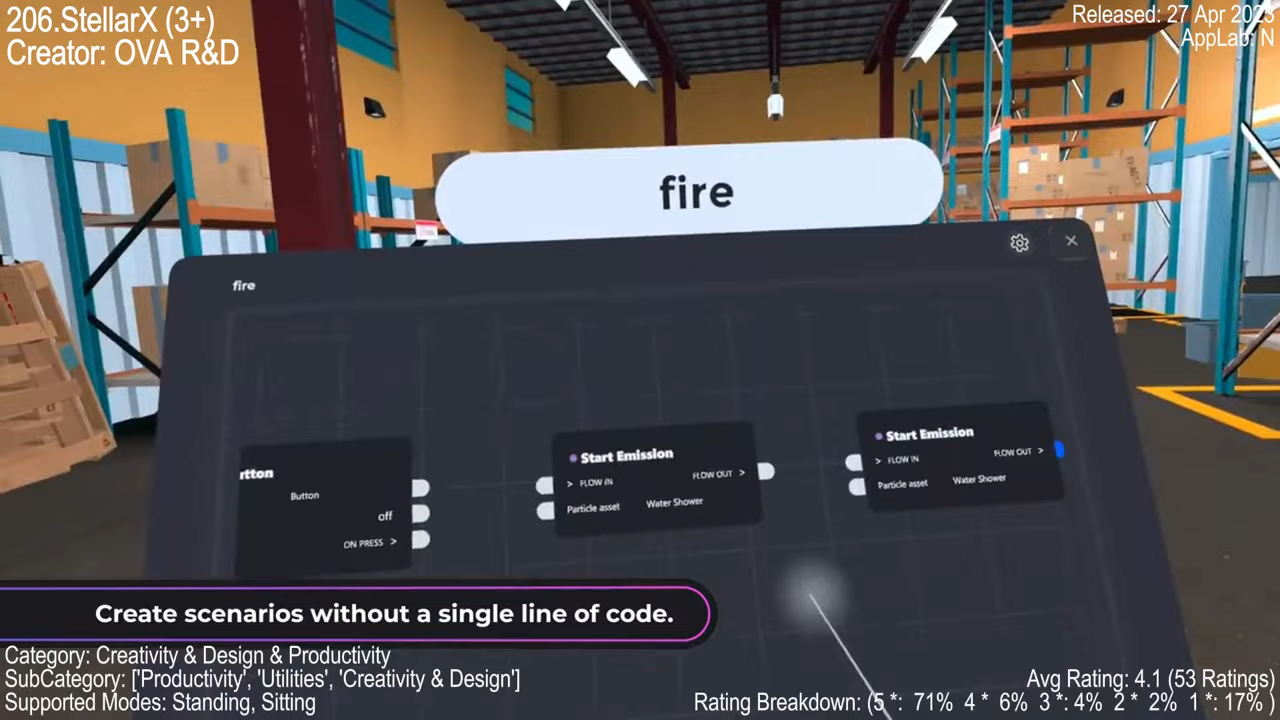 206.StellarX (3+)
Creator: OVA R&D
Released: 27 Apr 2023
AppLab: N
fire
fire
Button
off
ON PRESS >
Start Emission
> FLOW IN
FLOW OUT >
Particle asset
Water Shower
Start Emission
> FLOW IN
FLOW OUT >
Particle asset
Water Shower
Create scenarios without a single line of code.
Category: Creativity & Design & Productivity
SubCategory: ['Productivity', 'Utilities', 'Creativity & Design']
Supported Modes: Standing, Sitting
Avg Rating: 4.1 (53 Ratings)
Rating Breakdown: (5 *: 71% 4 * 6% 3 *: 4% 2 * 2% 1 *: 17% )